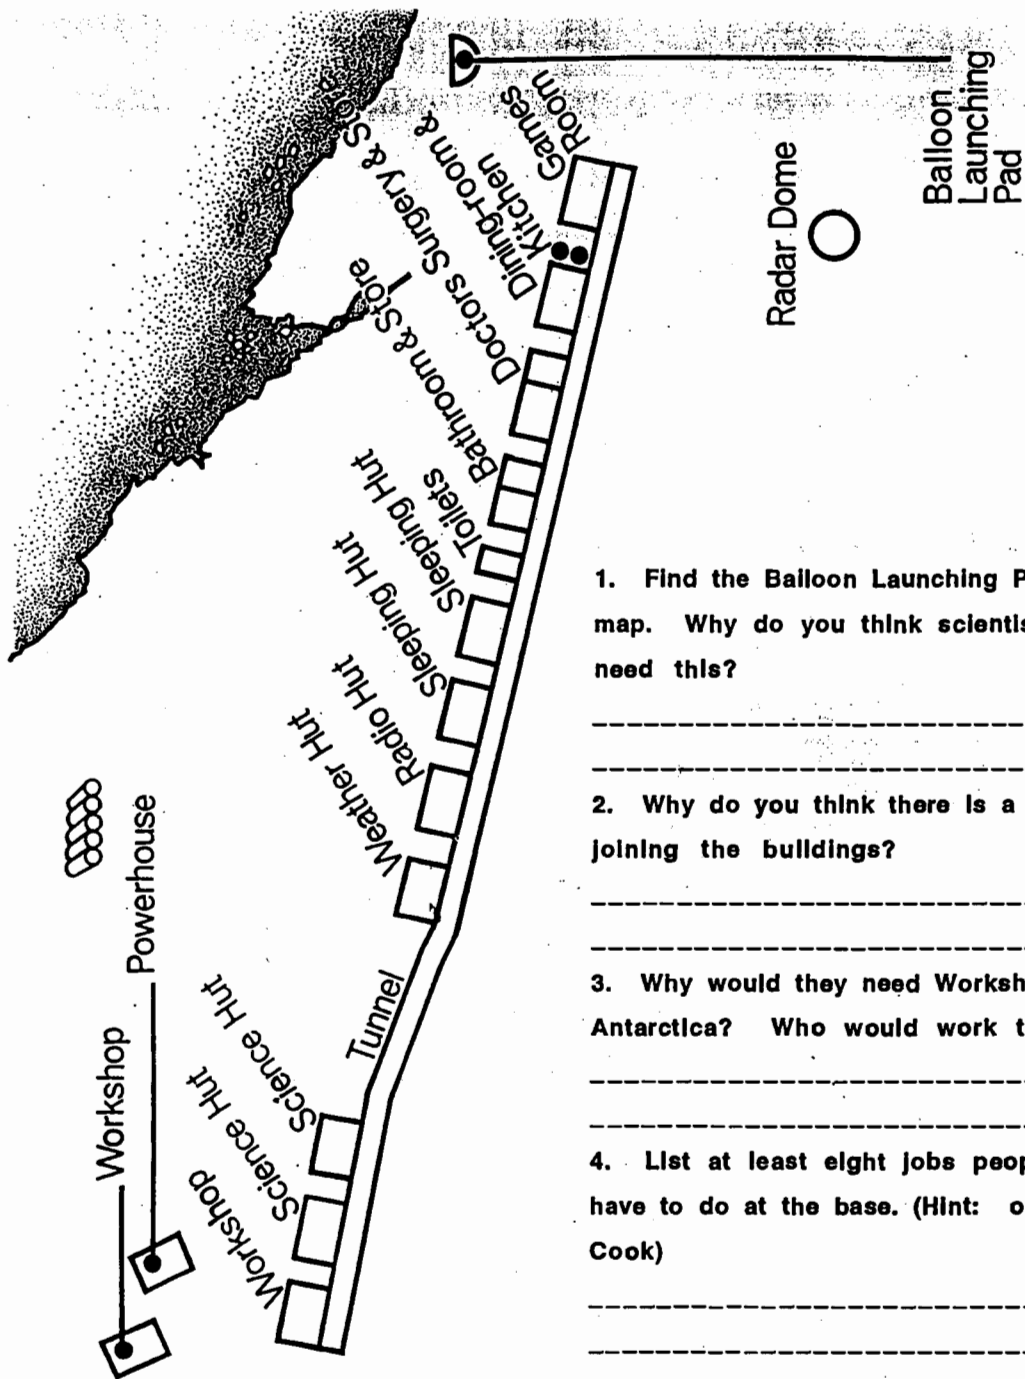 Balloon
Launching
Pad
Radar Dome
Games
Room
Dining-room &
Kitchen
Doctors Surgery & Store
Bathroom & Store
Toilets
Sleeping Hut
Sleeping Hut
Radio Hut
Weather Hut
Tunnel
Science Hut
Science Hut
Workshop
Powerhouse
Workshop
1. Find the Balloon Launching P
map. Why do you think scientis
need this?
2. Why do you think there is a
joining the buildings?
3. Why would they need Worksh
Antarctica? Who would work t
4. List at least eight jobs peop
have to do at the base. (Hint: o
Cook)